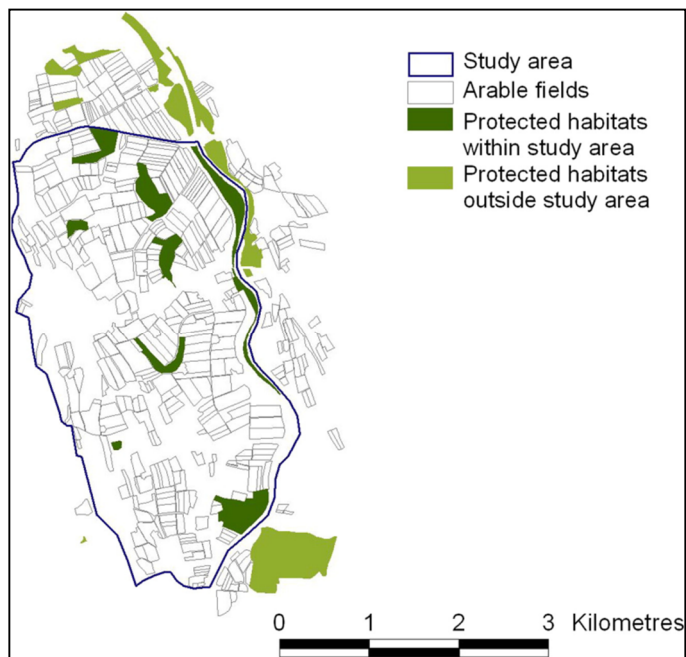 Study area
Arable fields
Protected habitats
within study area
Protected habitats
outside study area
0 1 2 3 Kilometres